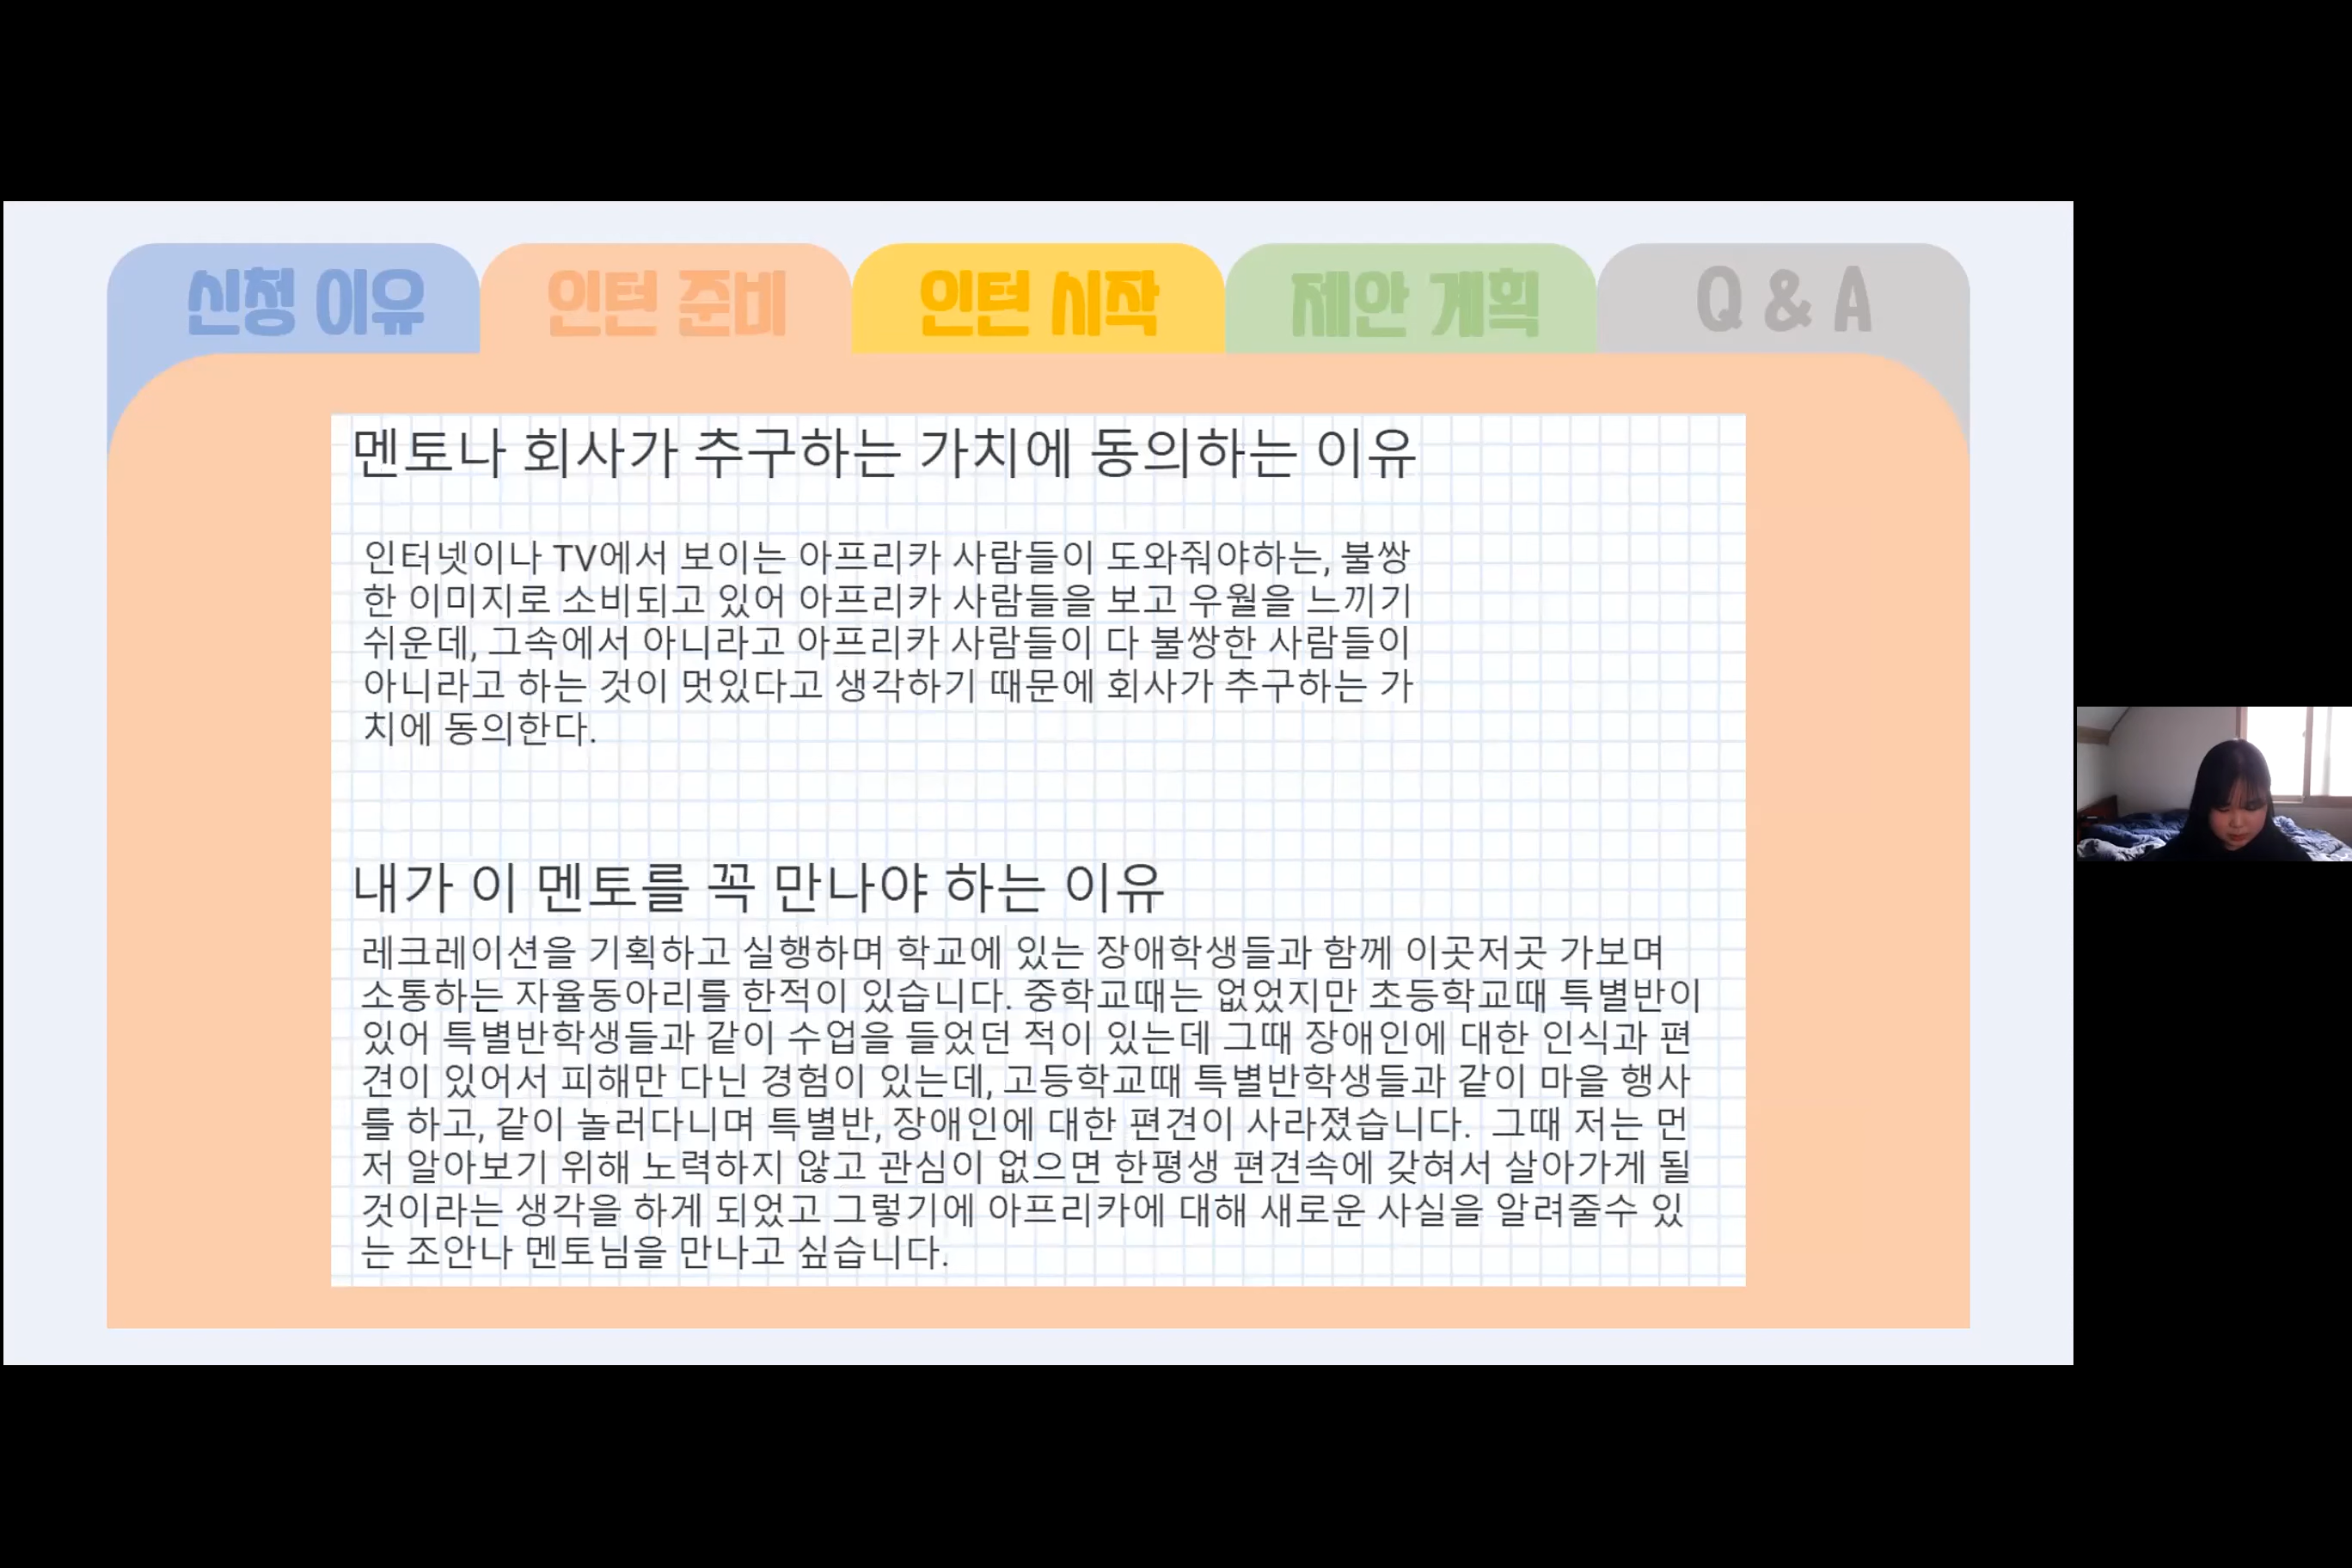 신청 이유
인턴 준비
인턴 시작
제안 계획
Q & A
멘토나 회사가 추구하는 가치에 동의하는 이유
인터넷이나 TV에서 보이는 아프리카 사람들이 도와줘야하는, 불쌍
한 이미지로 소비되고 있어 아프리카 사람들을 보고 우월을 느끼기
쉬운데, 그속에서 아니라고 아프리카 사람들이 다 불쌍한 사람들이
아니라고 하는 것이 멋있다고 생각하기 때문에 회사가 추구하는 가
치에 동의한다.
내가 이 멘토를 꼭 만나야 하는 이유
레크레이션을 기획하고 실행하며 학교에 있는 장애학생들과 함께 이곳저곳 가보며
소통하는 자율동아리를 한적이 있습니다. 중학교때는 없었지만 초등학교때 특별반이
있어 특별반학생들과 같이 수업을 들었던 적이 있는데 그때 장애인에 대한 인식과 편
견이 있어서 피해만 다닌 경험이 있는데, 고등학교때 특별반학생들과 같이 마을 행사
를 하고, 같이 놀러다니며 특별반, 장애인에 대한 편견이 사라졌습니다. 그때 저는 먼
저 알아보기 위해 노력하지 않고 관심이 없으면 한평생 편견속에 갖혀서 살아가게 될
것이라는 생각을 하게 되었고 그렇기에 아프리카에 대해 새로운 사실을 알려줄수 있
는 조안나 멘토님을 만나고 싶습니다.